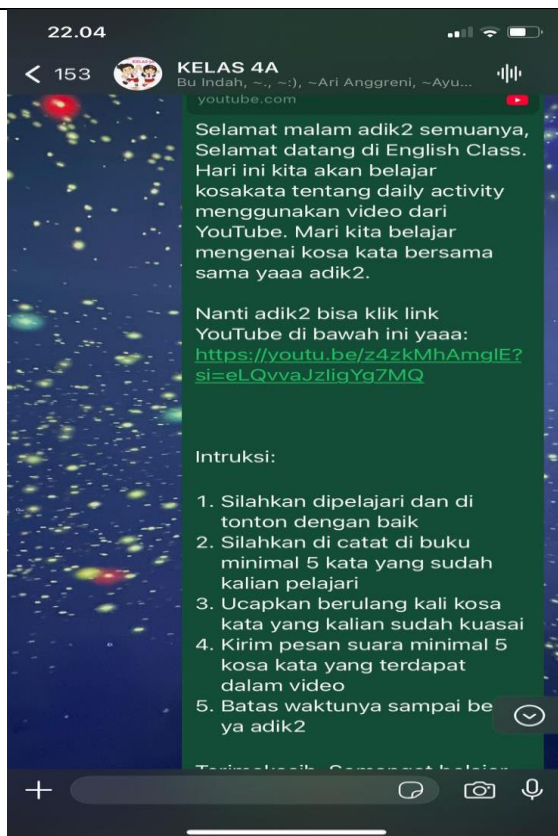 22.04
153
KELAS 4A
Bu Indah, ~., ~:), ~Ari Anggreni, ~Ayu...
youtube.com
Selamat malam adik2 semuanya,
Selamat datang di English Class.
Hari ini kita akan belajar
kosakata tentang daily activity
menggunakan video dari
YouTube. Mari kita belajar
mengenai kosa kata bersama
sama yaaa adik2.
Nanti adik2 bisa klik link
YouTube di bawah ini yaaa:
https://youtu.be/z4zkMhAmglE?
si=eLQvvaJzIigYg7MQ
Intruksi:
1. Silahkan dipelajari dan di
tonton dengan baik
2. Silahkan di catat di buku
minimal 5 kata yang sudah
kalian pelajari
3. Ucapkan berulang kali kosa
kata yang kalian sudah kuasai
4. Kirim pesan suara minimal 5
kosa kata yang terdapat
dalam video
5. Batas waktunya sampai be
ya adik2
Terimakasih. Semangat belajar